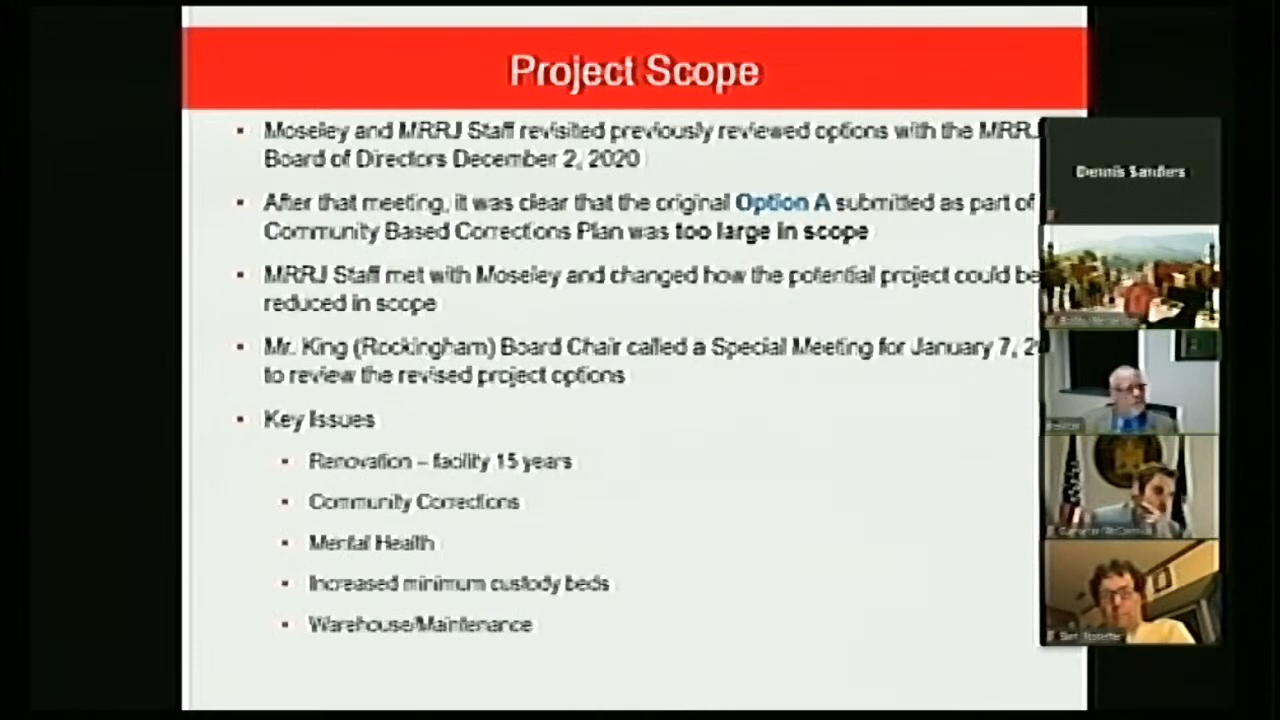 Project Scope
Moseley and MRRJ Staff revisited previously reviewed options with the MRRJ
Board of Directors December 2, 2020
After that meeting, it was clear that the original Option A submitted as part of
Community Based Corrections Plan was too large in scope
MRRJ Staff met with Moseley and changed how the potential project could be
reduced in scope
Mr. King (Rockingham) Board Chair called a Special Meeting for January 7,
to review the revised project options
Key Issues
Renovation – facility 15 years
Community Corrections
Mental Health
Increased minimum custody beds
Warehouse/Maintenance
Dennis Sanders